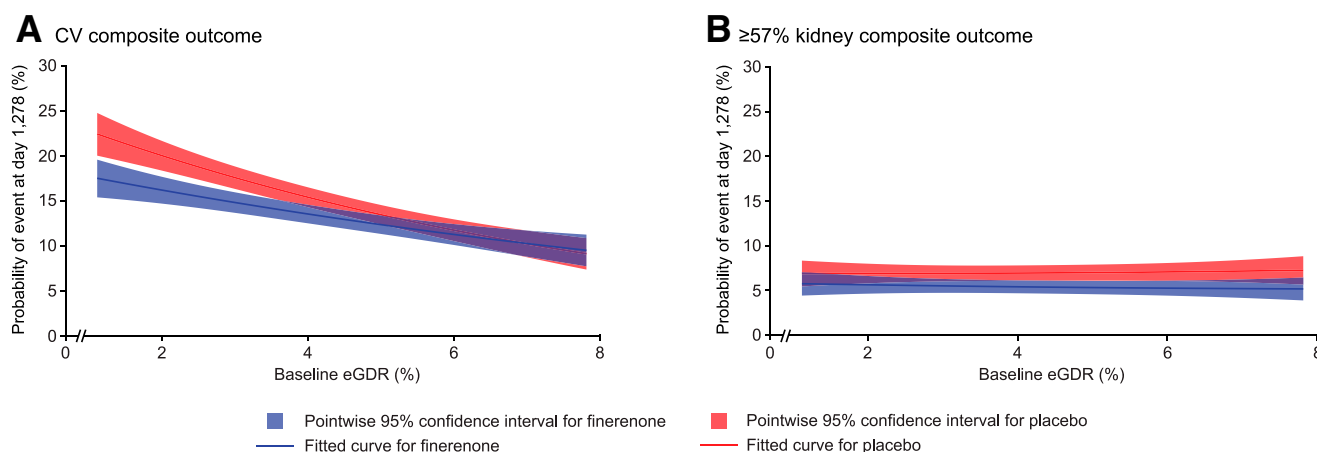 A CV composite outcome
Probability of event at day 1,278 (%)
30
25
20
15
10
5
0
0 2 4 6 8
Baseline eGDR (%)
B ≥57% kidney composite outcome
Probability of event at day 1,278 (%)
30
25
20
15
10
5
0
0 2 4 6 8
Baseline eGDR (%)
Pointwise 95% confidence interval for finerenone
Fitted curve for finerenone
Pointwise 95% confidence interval for placebo
Fitted curve for placebo